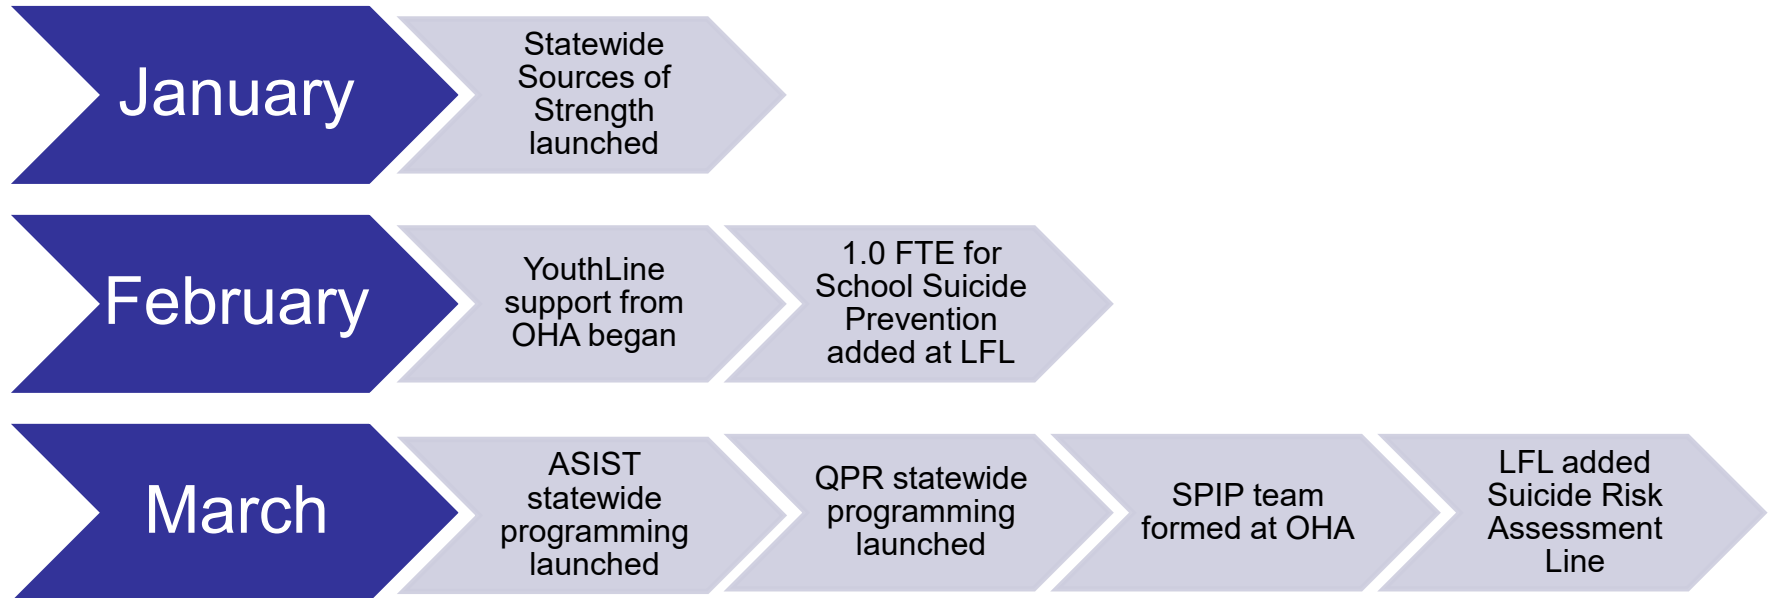 January
Statewide
Sources of
Strength
launched
February
YouthLine
support from
OHA began
1.0 FTE for
School Suicide
Prevention
added at LFL
March
ASIST
statewide
programming
launched
QPR statewide
programming
launched
SPIP team
formed at OHA
LFL added
Suicide Risk
Assessment
Line